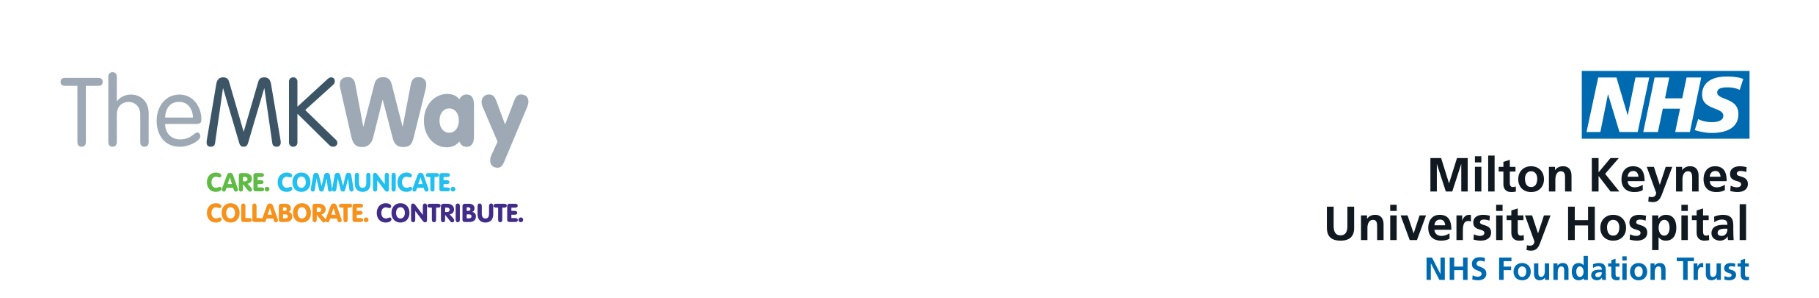 TheMKWay
CARE. COMMUNICATE.
COLLABORATE. CONTRIBUTE.
NHS
Milton Keynes
University Hospital
NHS Foundation Trust